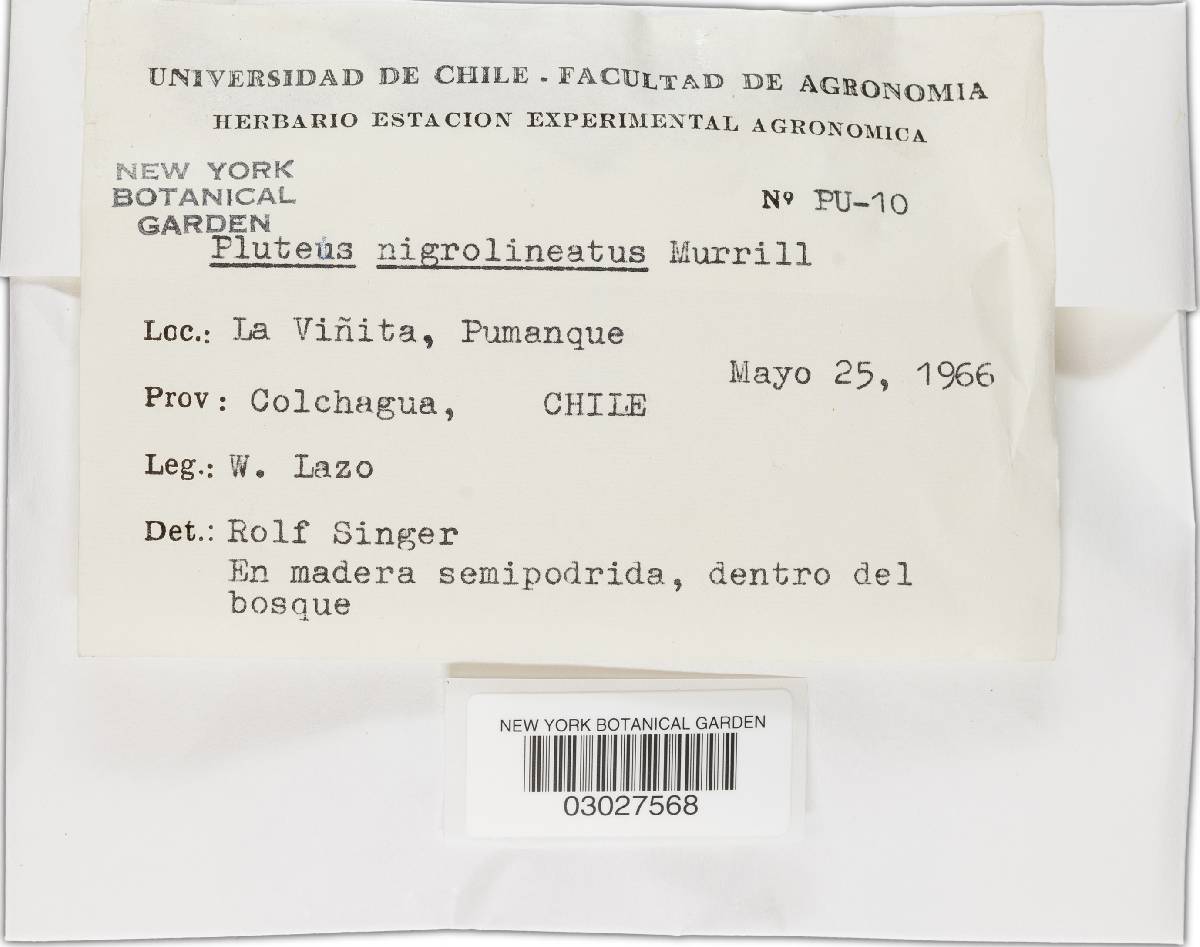 UNIVERSIDAD DE CHILE - FACULTAD DE AGRONOMIA
HERBARIO ESTACION EXPERIMENTAL AGRONOMICA
NEW YORK
BOTANICAL
GARDEN
Nº PU-10
Pluteus nigrolineatus Murrill
Loc.: La Viñita, Pumanque
Mayo 25, 1966
Prov: Colchagua, CHILE
Leg.: W. Lazo
Det.: Rolf Singer
En madera semipodrida, dentro del
bosque
NEW YORK BOTANICAL GARDEN
03027568